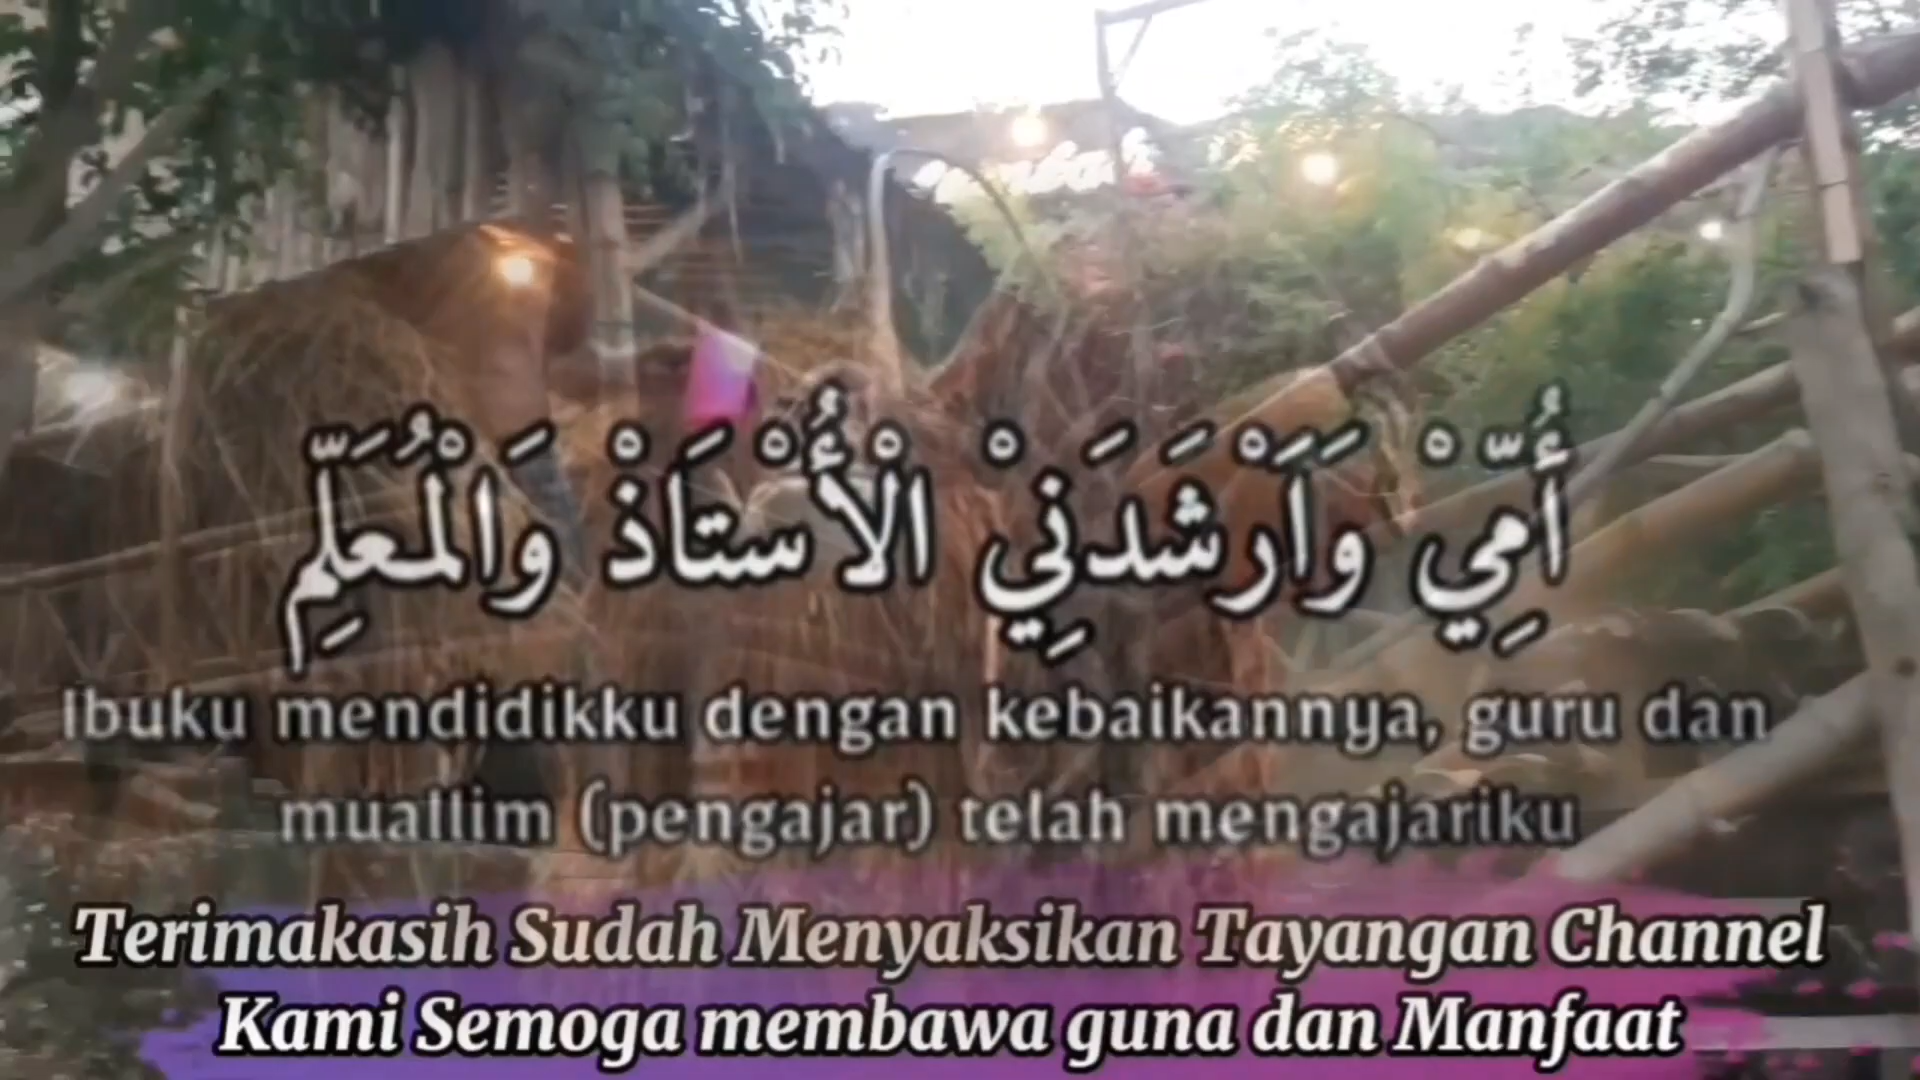 أُمِّيْ وَاَرْشَدَنِيْ الْأُسْتَاذْ وَالْمُعَلِّمِ
Ibuku mendidikku dengan kebaikannya, guru dan
muallim (pengajar) telah mengajariku
Terimakasih Sudah Menyaksikan Tayangan Channel
Kami Semoga membawa guna dan Manfaat